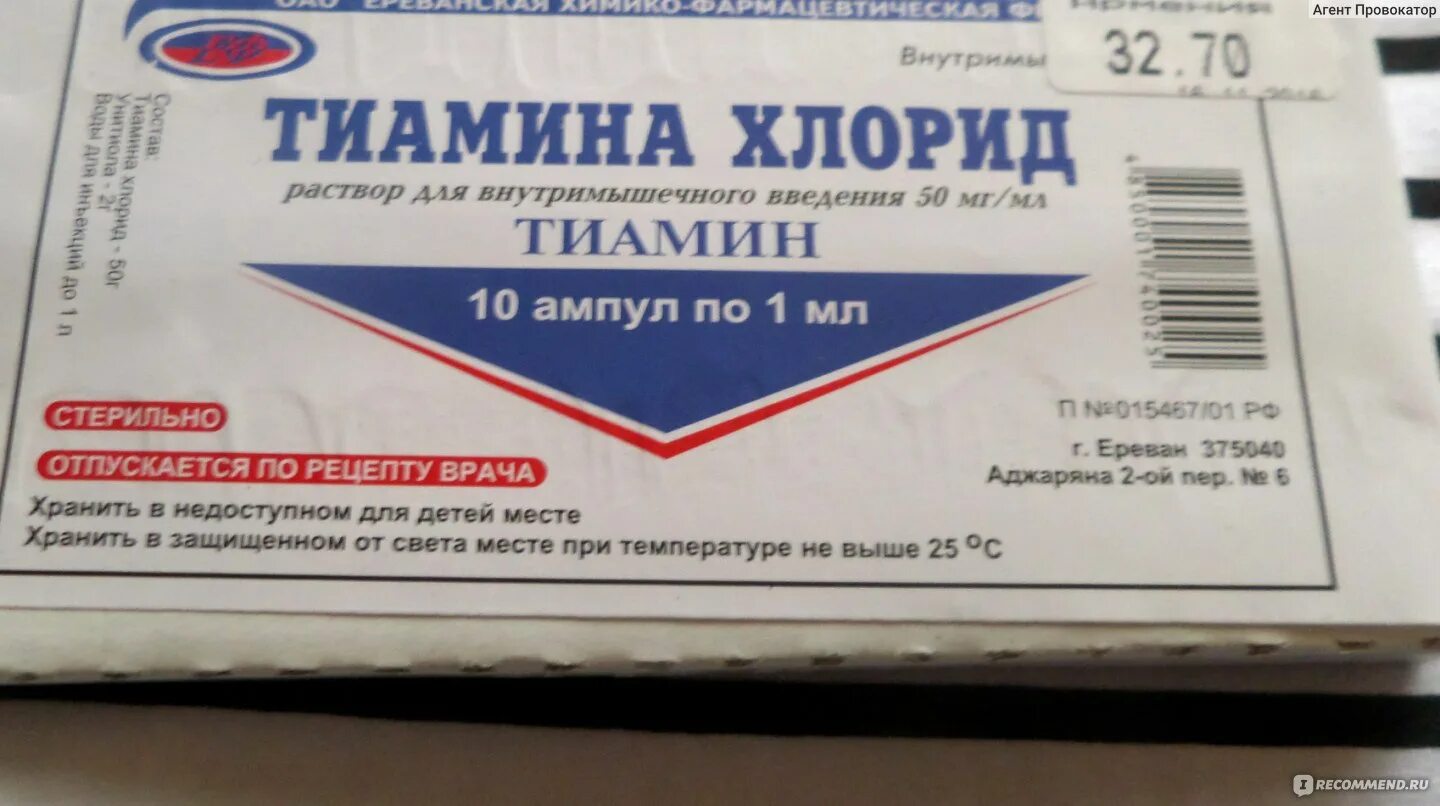 Агент Провокатор
ОАО "ЕРЕВАНСКАЯ ХИМИКО-ФАРМАЦЕВТИЧЕСКАЯ
32.70
ТИАМИНА ХЛОРИД
раствор для внутримышечного введения 50 мг/мл
ТИАМИН
10 ампул по 1 мл
Состав:
Тиамина хлорид - 50г
Унитиола - 2г
Воды для инъекций до 1 л
СТЕРИЛЬНО
ОТПУСКАЕТСЯ ПО РЕЦЕПТУ ВРАЧА
Хранить в недоступном для детей месте
Хранить в защищенном от света месте при температуре не выше 25 °С
П №015467/01 РФ
г. Ереван 375040
Аджаряна 2-ой пер. № 6
IRECOMMEND.RU